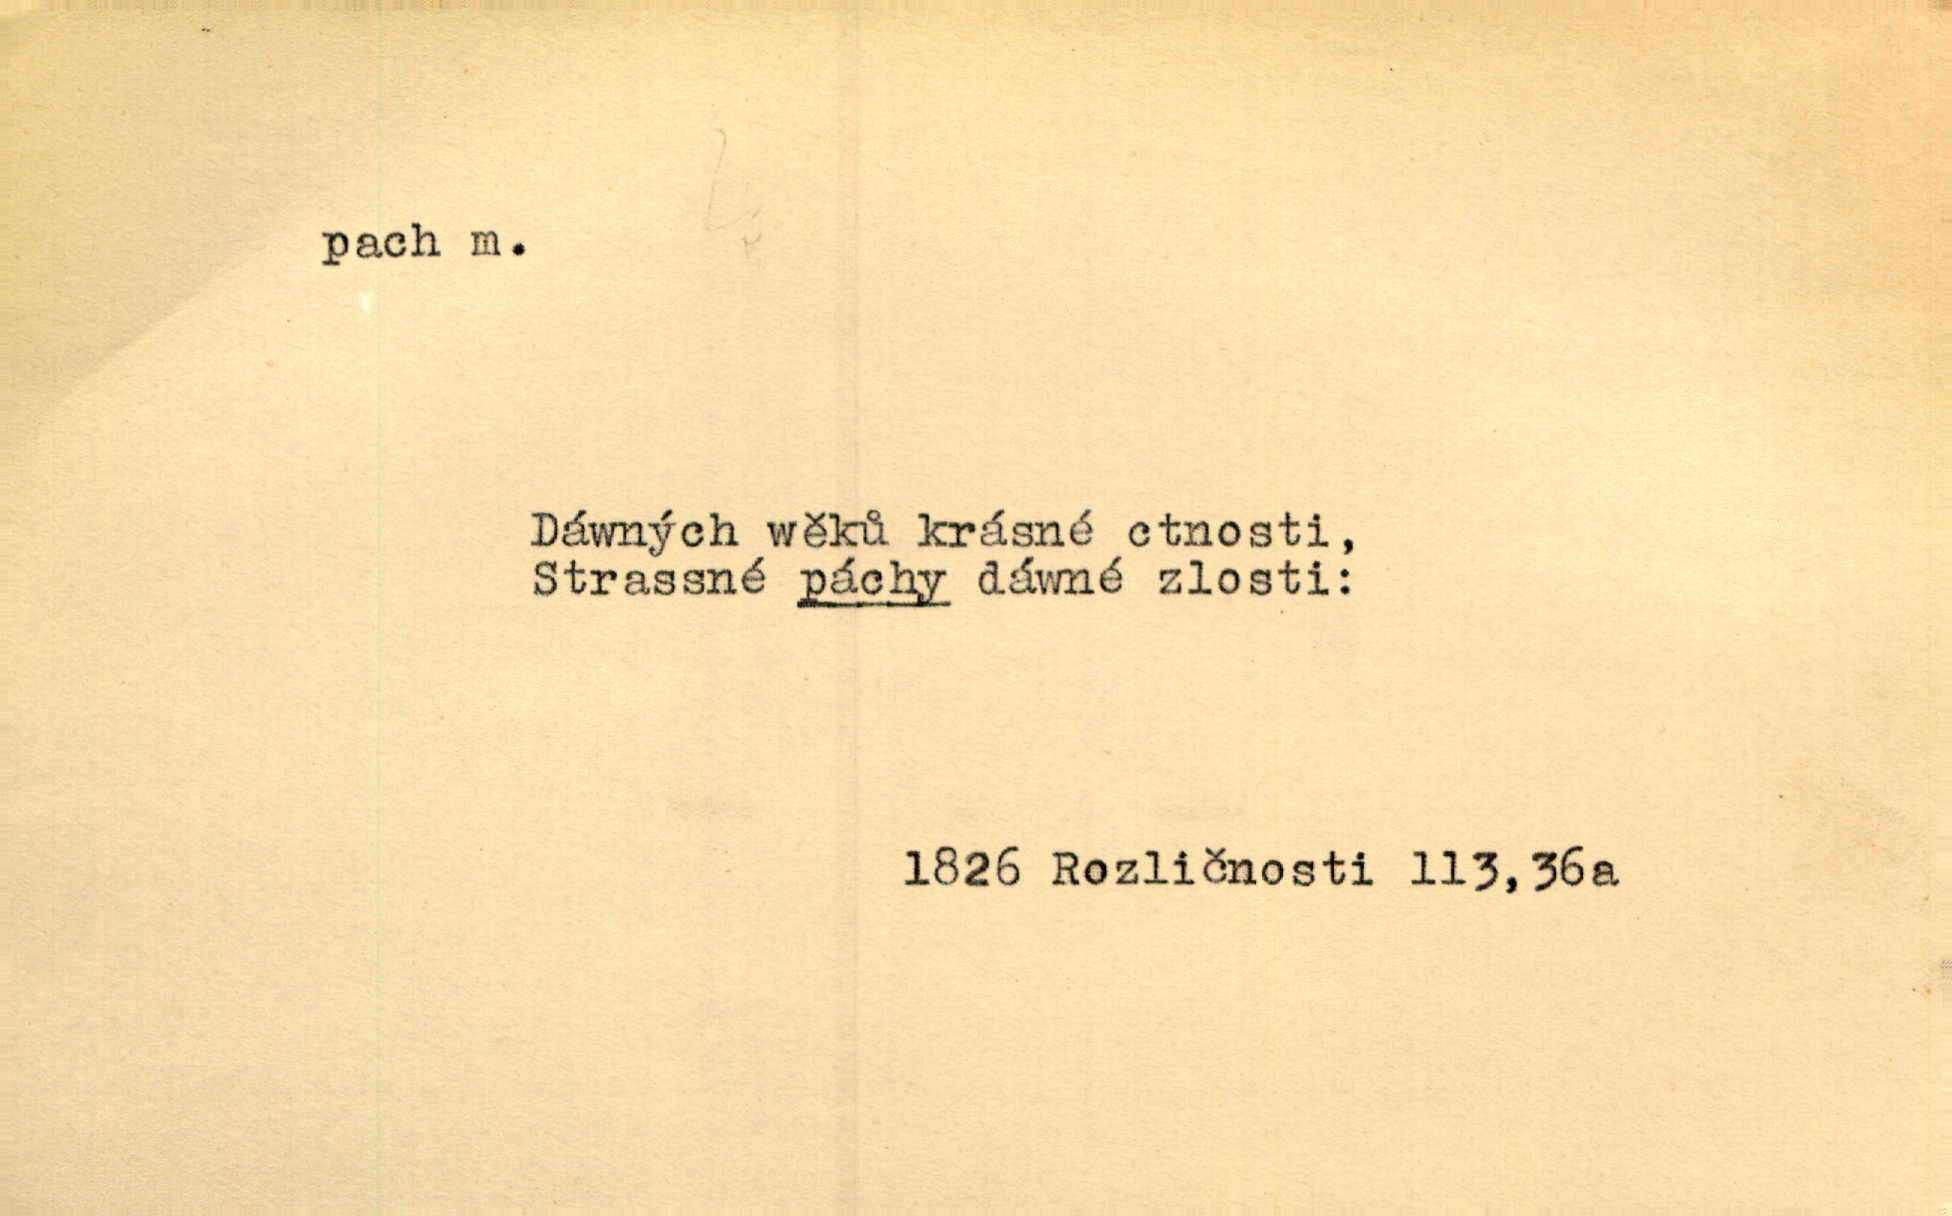 pach m.
Dáwných wěků krásné ctnosti,
Strassné páchy dáwné zlosti:
1826 Rozličnosti 113,36a